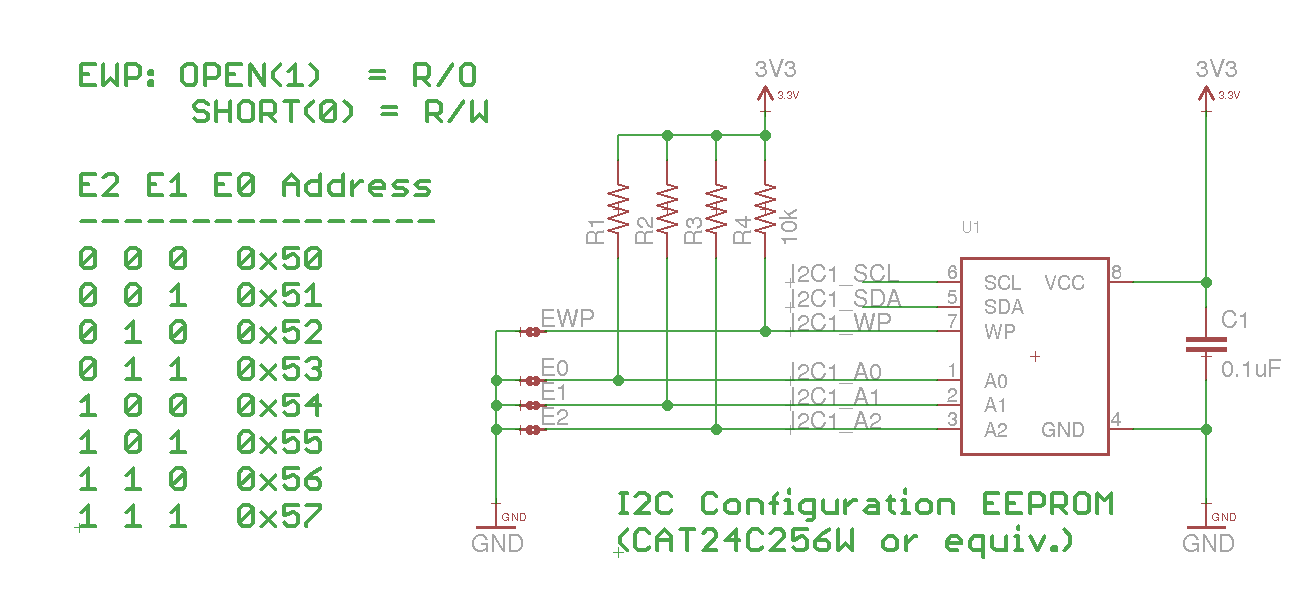 EWP: OPEN(1) = R/O
SHORT(0) = R/W
E2 E1 E0 Address
----------------
0 0 0 0x50
0 0 1 0x51
0 1 0 0x52
0 1 1 0x53
1 0 0 0x54
1 0 1 0x55
1 1 0 0x56
1 1 1 0x57
3V3
3.3V
R1
R2
R3
R4
10k
EWP
E0
E1
E2
GND
GND
I2C1_SCL
I2C1_SDA
I2C1_WP
I2C1_A0
I2C1_A1
I2C1_A2
U1
6 SCL VCC 8
5 SDA
7 WP
1 A0
2 A1
3 A2 GND 4
3V3
3.3V
C1
0.1uF
GND
GND
I2C Configuration EEPROM
(CAT24C256W or equiv.)